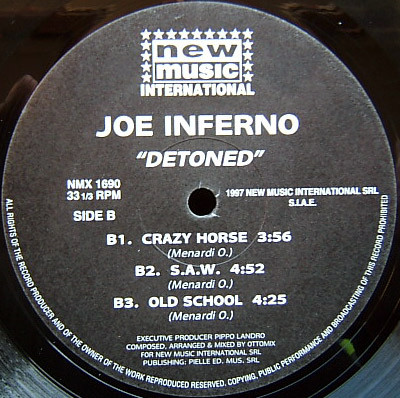 new
music
INTERNATIONAL
JOE INFERNO
"DETONED"
NMX 1690
33 1/3 RPM
SIDE B
1997 NEW MUSIC INTERNATIONAL SRL
S.I.A.E.
B1. CRAZY HORSE 3:56
(Menardi O.)
B2. S.A.W. 4:52
(Menardi O.)
B3. OLD SCHOOL 4:25
(Menardi O.)
EXECUTIVE PRODUCER PIPPO LANDRO
COMPOSED, ARRANGED & MIXED BY OTTOMIX
FOR NEW MUSIC INTERNATIONAL SRL
PUBLISHING: PIELLE ED. MUS. SRL
ALL RIGHTS OF THE RECORD PRODUCER AND OF THE OWNER OF THE WORK REPRODUCED RESERVED. COPYING, PUBLIC PERFORMANCE AND BROADCASTING OF THIS RECORD PROHIBITED